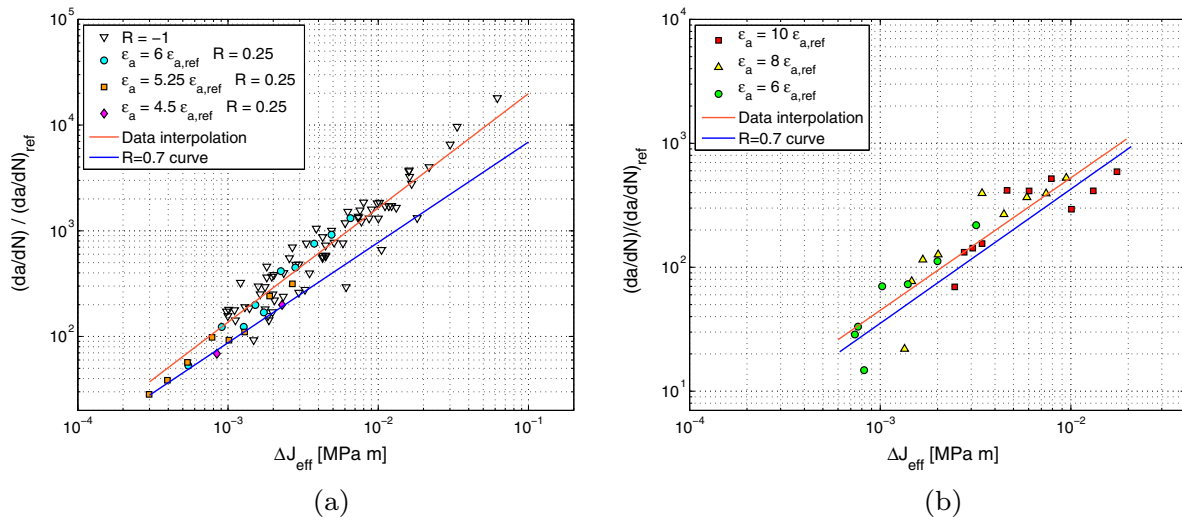 10^5
10^4
10^3
10^2
(da/dN) / (da/dN)_ref
R = −1
ε_a = 6 ε_a,ref R = 0.25
ε_a = 5.25 ε_a,ref R = 0.25
ε_a = 4.5 ε_a,ref R = 0.25
Data interpolation
R=0.7 curve
10^−4
10^−3
10^−2
10^−1
ΔJ_eff [MPa m]
(a)
10^4
10^3
10^2
10^1
(da/dN)/(da/dN)_ref
ε_a = 10 ε_a,ref
ε_a = 8 ε_a,ref
ε_a = 6 ε_a,ref
Data interpolation
R=0.7 curve
10^−4
10^−3
10^−2
ΔJ_eff [MPa m]
(b)